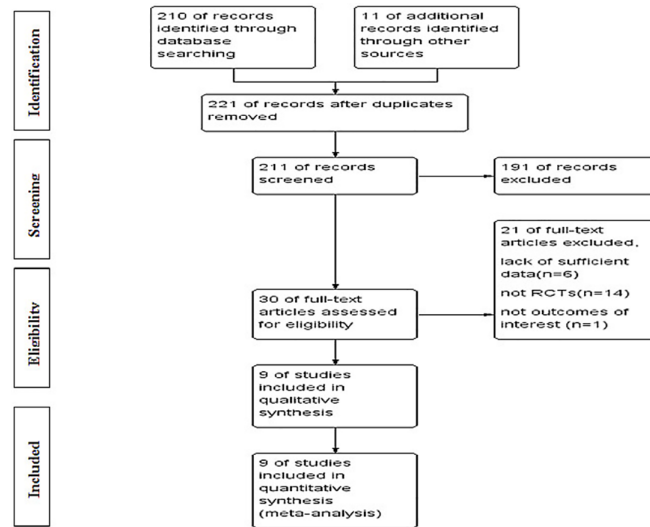 Identification
210 of records
identified through
database
searching
11 of additional
records identified
through other
sources
221 of records after duplicates
removed
Screening
211 of records
screened
191 of records
excluded
21 of full-text
articles excluded,
lack of sufficient
data(n=6)
not RCTs(n=14)
not outcomes of
interest (n=1)
Eligibility
30 of full-text
articles assessed
for eligibility
9 of studies
included in
qualitative
synthesis
Included
9 of studies
included in
quantitative
synthesis
(meta-analysis)